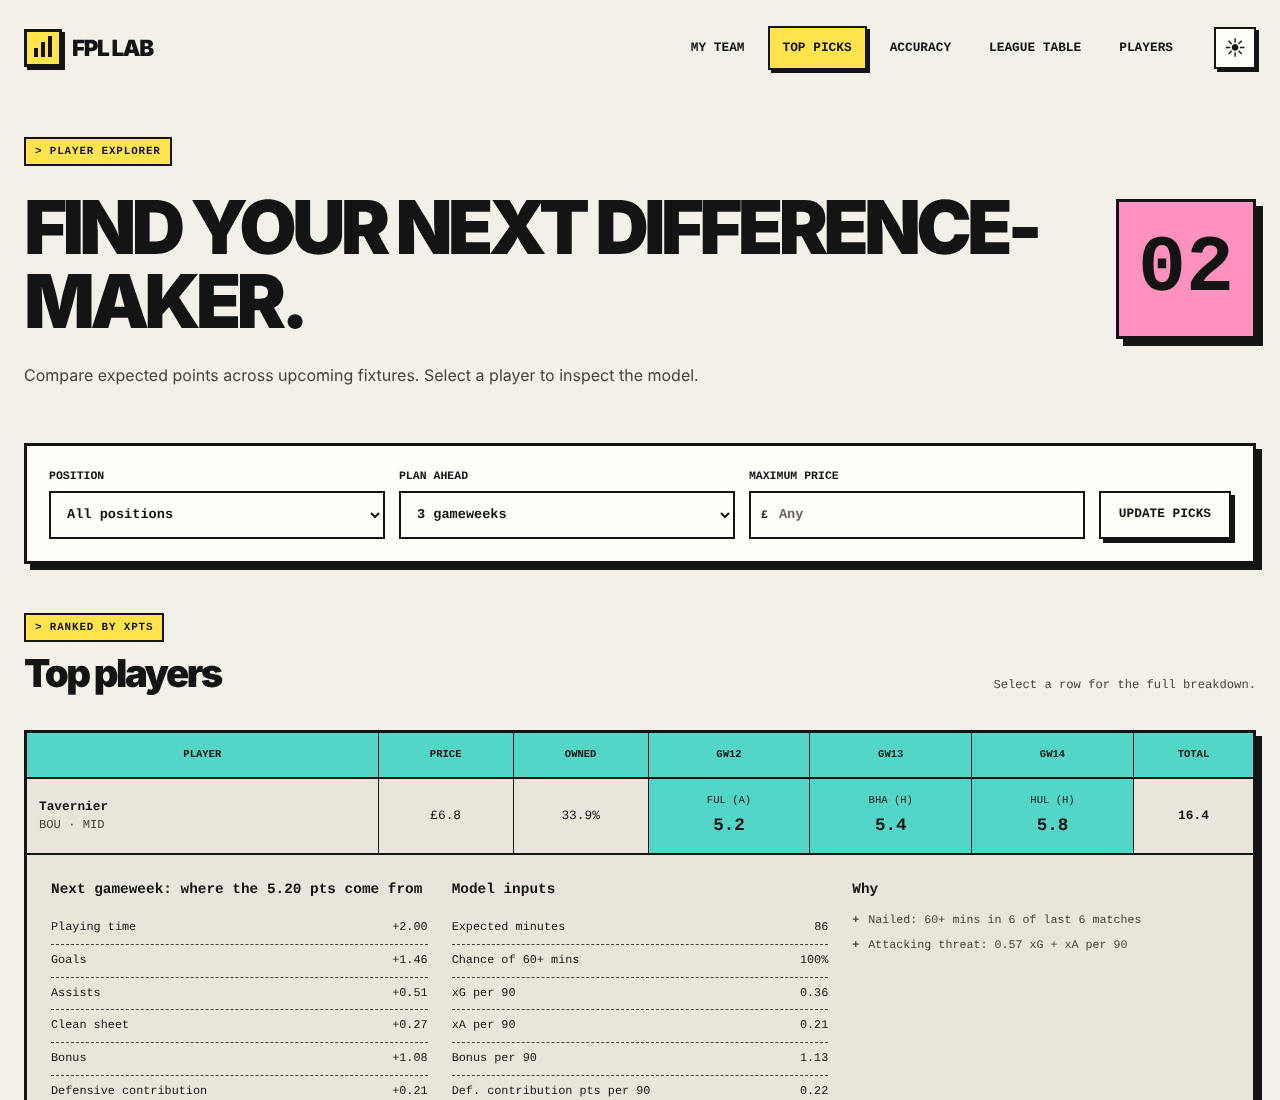 FPL LAB
MY TEAM
TOP PICKS
ACCURACY
LEAGUE TABLE
PLAYERS
> PLAYER EXPLORER
FIND YOUR NEXT DIFFERENCE-
MAKER.
02
Compare expected points across upcoming fixtures. Select a player to inspect the model.
POSITION
PLAN AHEAD
MAXIMUM PRICE
All positions
3 gameweeks
£ Any
UPDATE PICKS
> RANKED BY XPTS
Top players
Select a row for the full breakdown.
PLAYER PRICE OWNED GW12 GW13 GW14 TOTAL
Tavernier
BOU · MID
£6.8
33.9%
FUL (A)
5.2
BHA (H)
5.4
HUL (H)
5.8
16.4
Next gameweek: where the 5.20 pts come from
Playing time +2.00
Goals +1.46
Assists +0.51
Clean sheet +0.27
Bonus +1.08
Defensive contribution +0.21
Model inputs
Expected minutes 86
Chance of 60+ mins 100%
xG per 90 0.36
xA per 90 0.21
Bonus per 90 1.13
Def. contribution pts per 90 0.22
Why
+ Nailed: 60+ mins in 6 of last 6 matches
+ Attacking threat: 0.57 xG + xA per 90